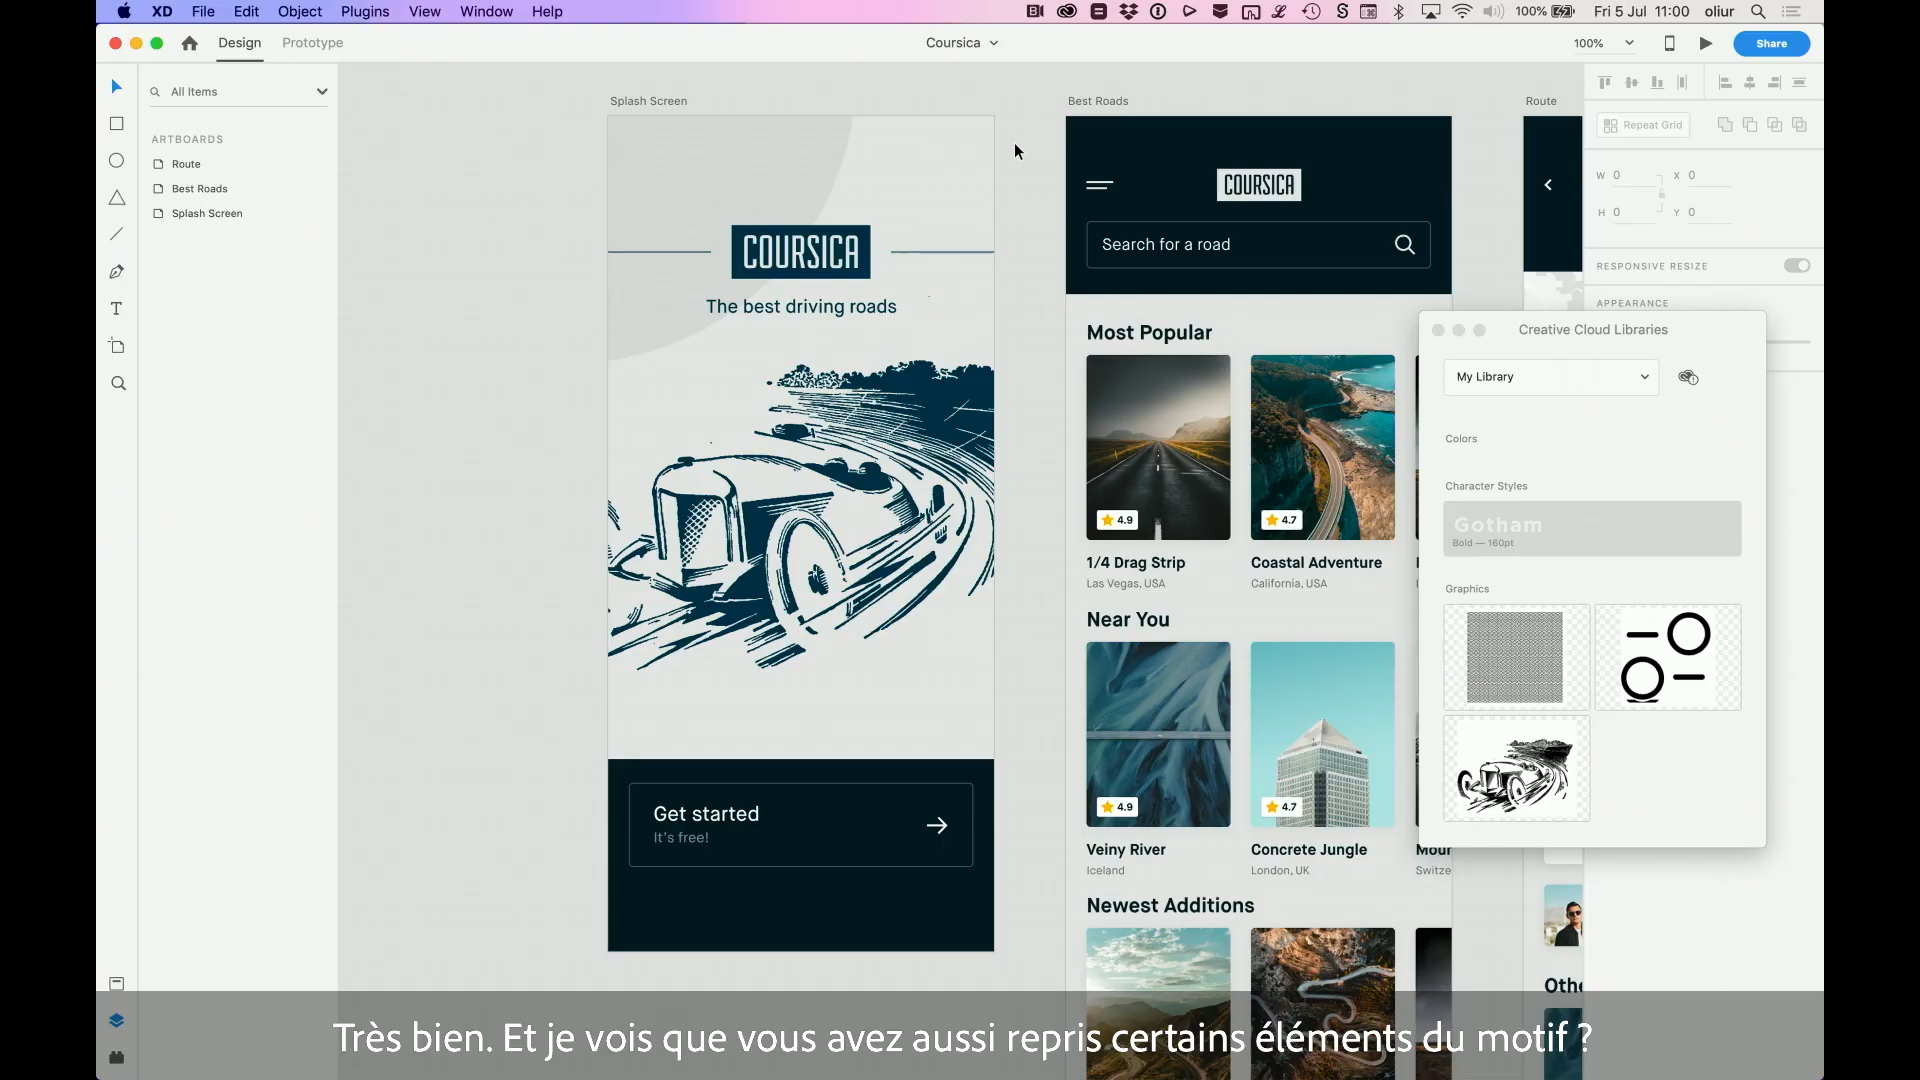 XD File Edit Object Plugins View Window Help
100% Fri 5 Jul 11:00 oliur
Design Prototype
Coursica
100%
Share
All Items
ARTBOARDS
Route
Best Roads
Splash Screen
Splash Screen
COURSICA
The best driving roads
Get started
It's free!
Best Roads
COURSICA
Search for a road
Most Popular
4.9
4.7
1/4 Drag Strip
Coastal Adventure
Las Vegas, USA
California, USA
Near You
4.9
4.7
Veiny River
Concrete Jungle
Mour
Iceland
London, UK
Switze
Newest Additions
Route
Othe
Repeat Grid
W 0 X 0
H 0 Y 0
RESPONSIVE RESIZE
APPEARANCE
Creative Cloud Libraries
My Library
Colors
Character Styles
Gotham
Bold — 160pt
Graphics
Très bien. Et je vois que vous avez aussi repris certains éléments du motif ?